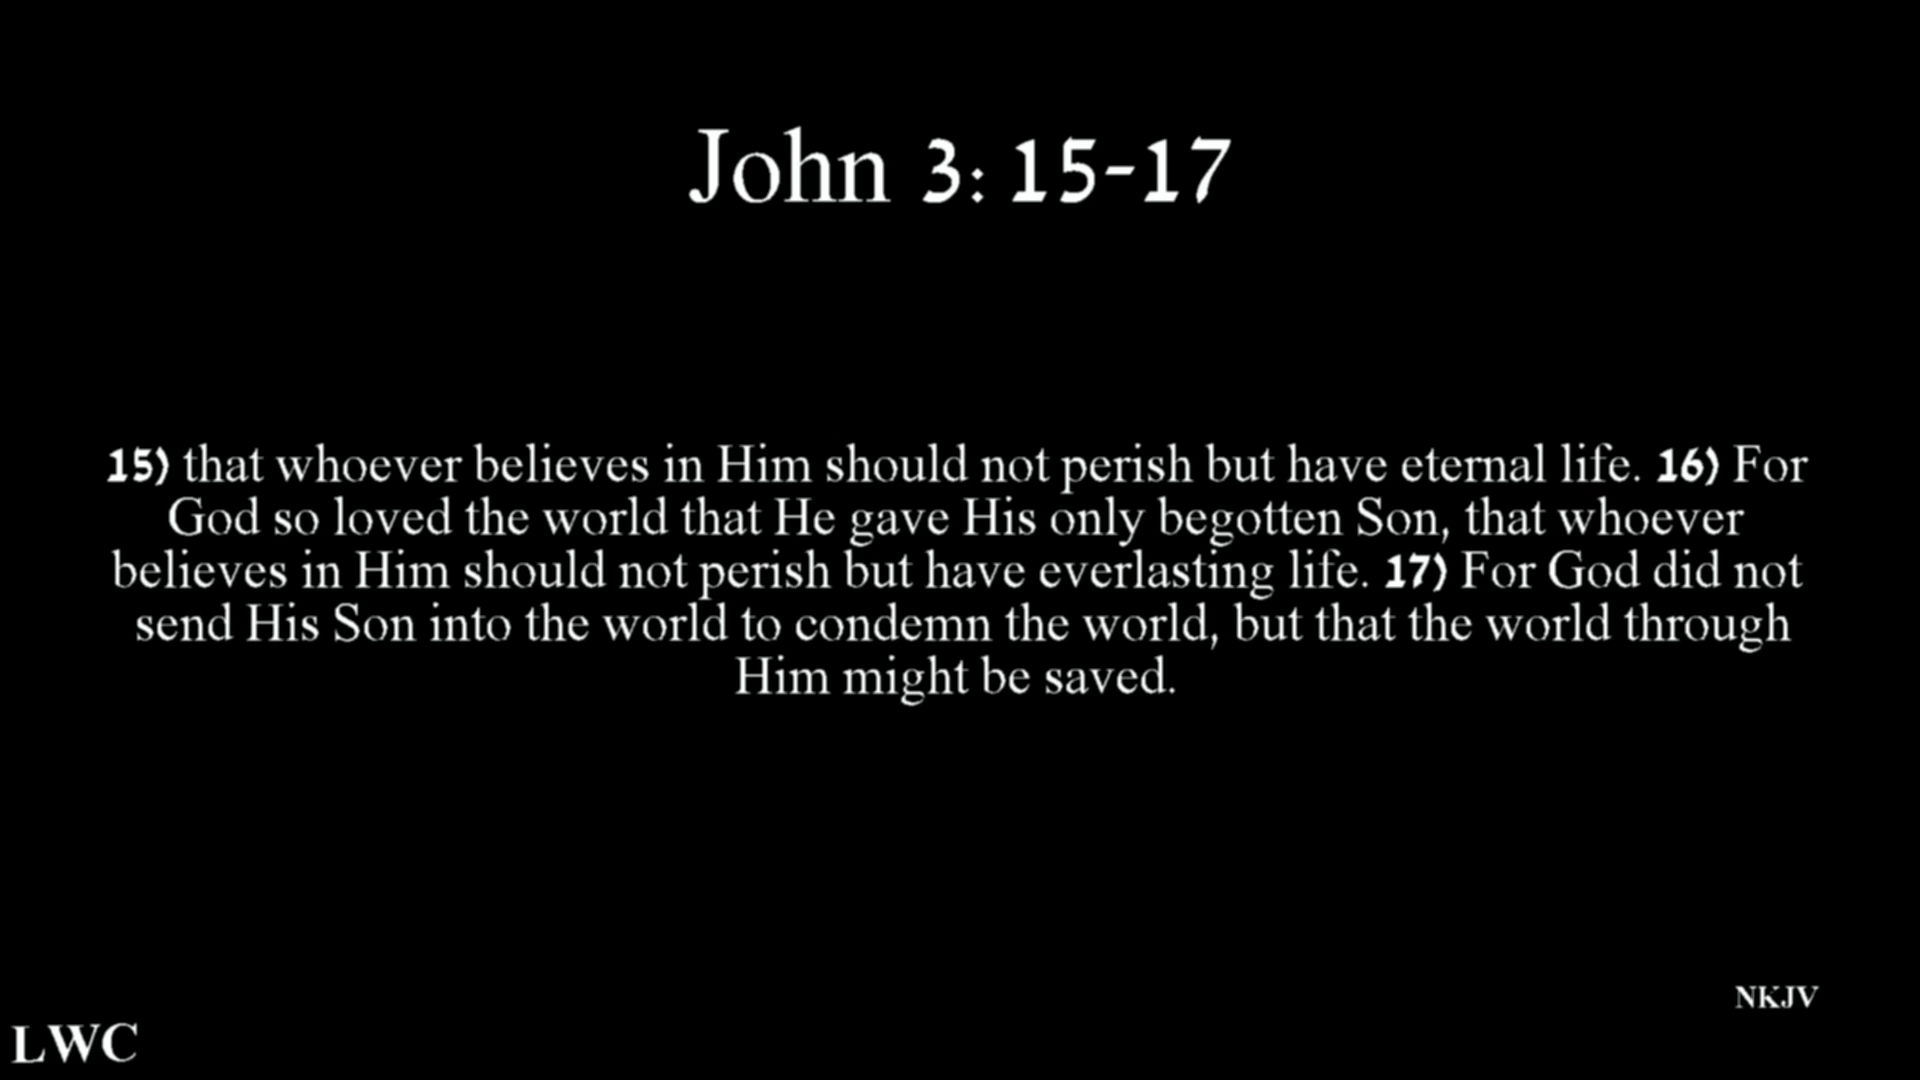 John 3: 15-17
15) that whoever believes in Him should not perish but have eternal life. 16) For
God so loved the world that He gave His only begotten Son, that whoever
believes in Him should not perish but have everlasting life. 17) For God did not
send His Son into the world to condemn the world, but that the world through
Him might be saved.
NKJV
LWC